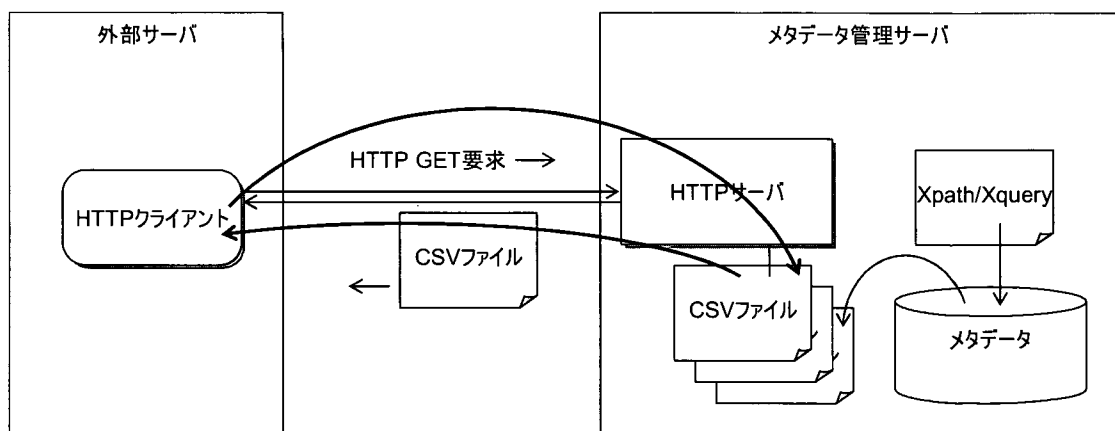 外部サーバ
メタデータ管理サーバ
HTTP GET要求 →
HTTPクライアント
HTTPサーバ
Xpath/Xquery
CSVファイル
CSVファイル
メタデータ